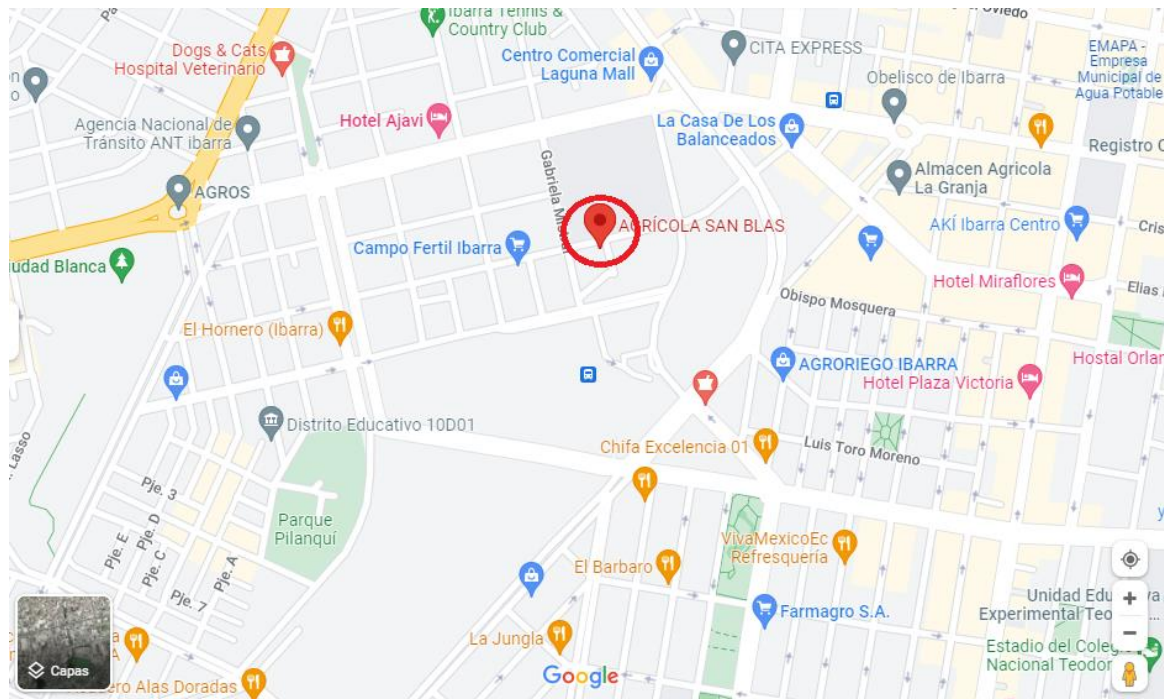 Ibarra Tennis &
Country Club
Oviedo
Dogs & Cats
Hospital Veterinario
Centro Comercial
Laguna Mall
CITA EXPRESS
EMAPA -
Empresa
Municipal de
Agua Potable
Obelisco de Ibarra
Agencia Nacional de
Tránsito ANT ibarra
Hotel Ajavi
La Casa De Los
Balanceados
Registro C
Gabriela Mistral
Almacen Agricola
La Granja
AGROS
AGRÍCOLA SAN BLAS
AKÍ Ibarra Centro
Cris
Campo Fertil Ibarra
iudad Blanca
Hotel Miraflores
Elias
Obispo Mosquera
El Hornero (Ibarra)
AGRORIEGO IBARRA
Hostal Orlan
Hotel Plaza Victoria
Distrito Educativo 10D01
Lasso
Chifa Excelencia 01
Luis Toro Moreno
Pje. 3
Pje. E
Pje. D
Pje. C
Pje. A
Pje. 7
Parque
Pilanquí
VivaMexicoEc
Refresquería
El Barbaro
Farmagro S.A.
Unidad Edu va
Experimental Teo ...
La Jungla
Estadio del Coleg
Nacional Teodor
Capas
ero Alas Doradas
Google